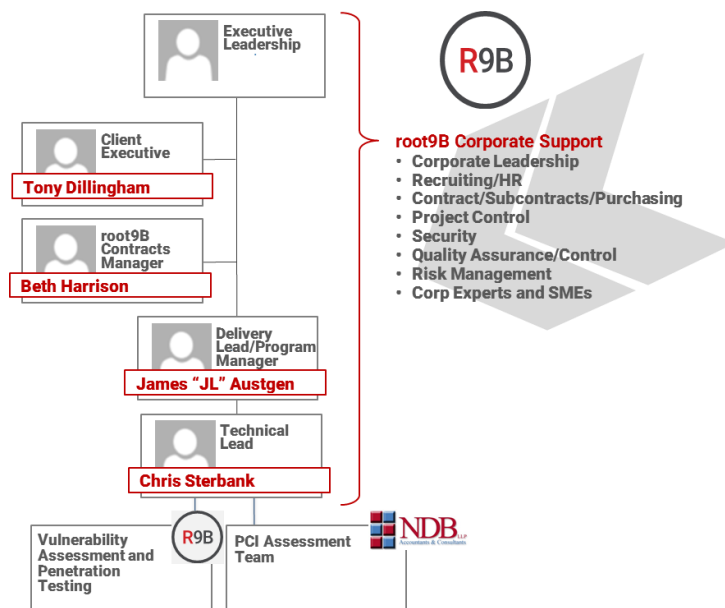 Executive
Leadership
R9B
Client
Executive
Tony Dillingham
root9B
Contracts
Manager
Beth Harrison
root9B Corporate Support
• Corporate Leadership
• Recruiting/HR
• Contract/Subcontracts/Purchasing
• Project Control
• Security
• Quality Assurance/Control
• Risk Management
• Corp Experts and SMEs
Delivery
Lead/Program
Manager
James “JL” Austgen
Technical
Lead
Chris Sterbank
Vulnerability
Assessment and
Penetration
Testing
R9B
PCI Assessment
Team
NDB LLP
Accountants & Consultants